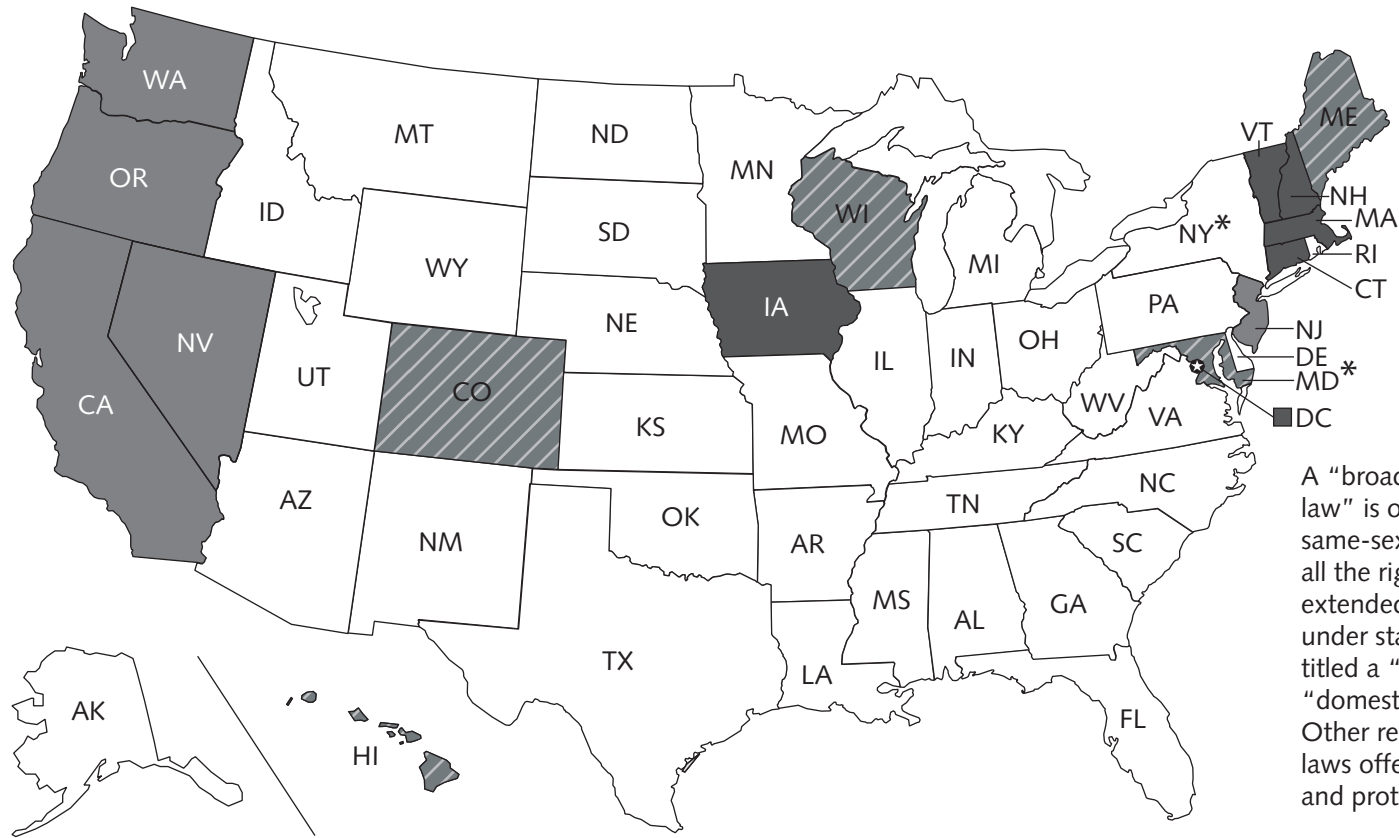 WA
OR
CA
NV
ID
MT
WY
UT
CO
AZ
NM
ND
SD
NE
KS
OK
TX
MN
IA
MO
AR
LA
WI
IL
IN
MI
OH
KY
TN
MS
AL
GA
FL
SC
NC
VA
WV
PA
NY*
VT
ME
NH
MA
RI
CT
NJ
DE
MD*
DC
AK
HI
A “broad
law” is o
same-sex
all the rig
extended
under sta
titled a “
“domest
Other re
laws offe
and prot